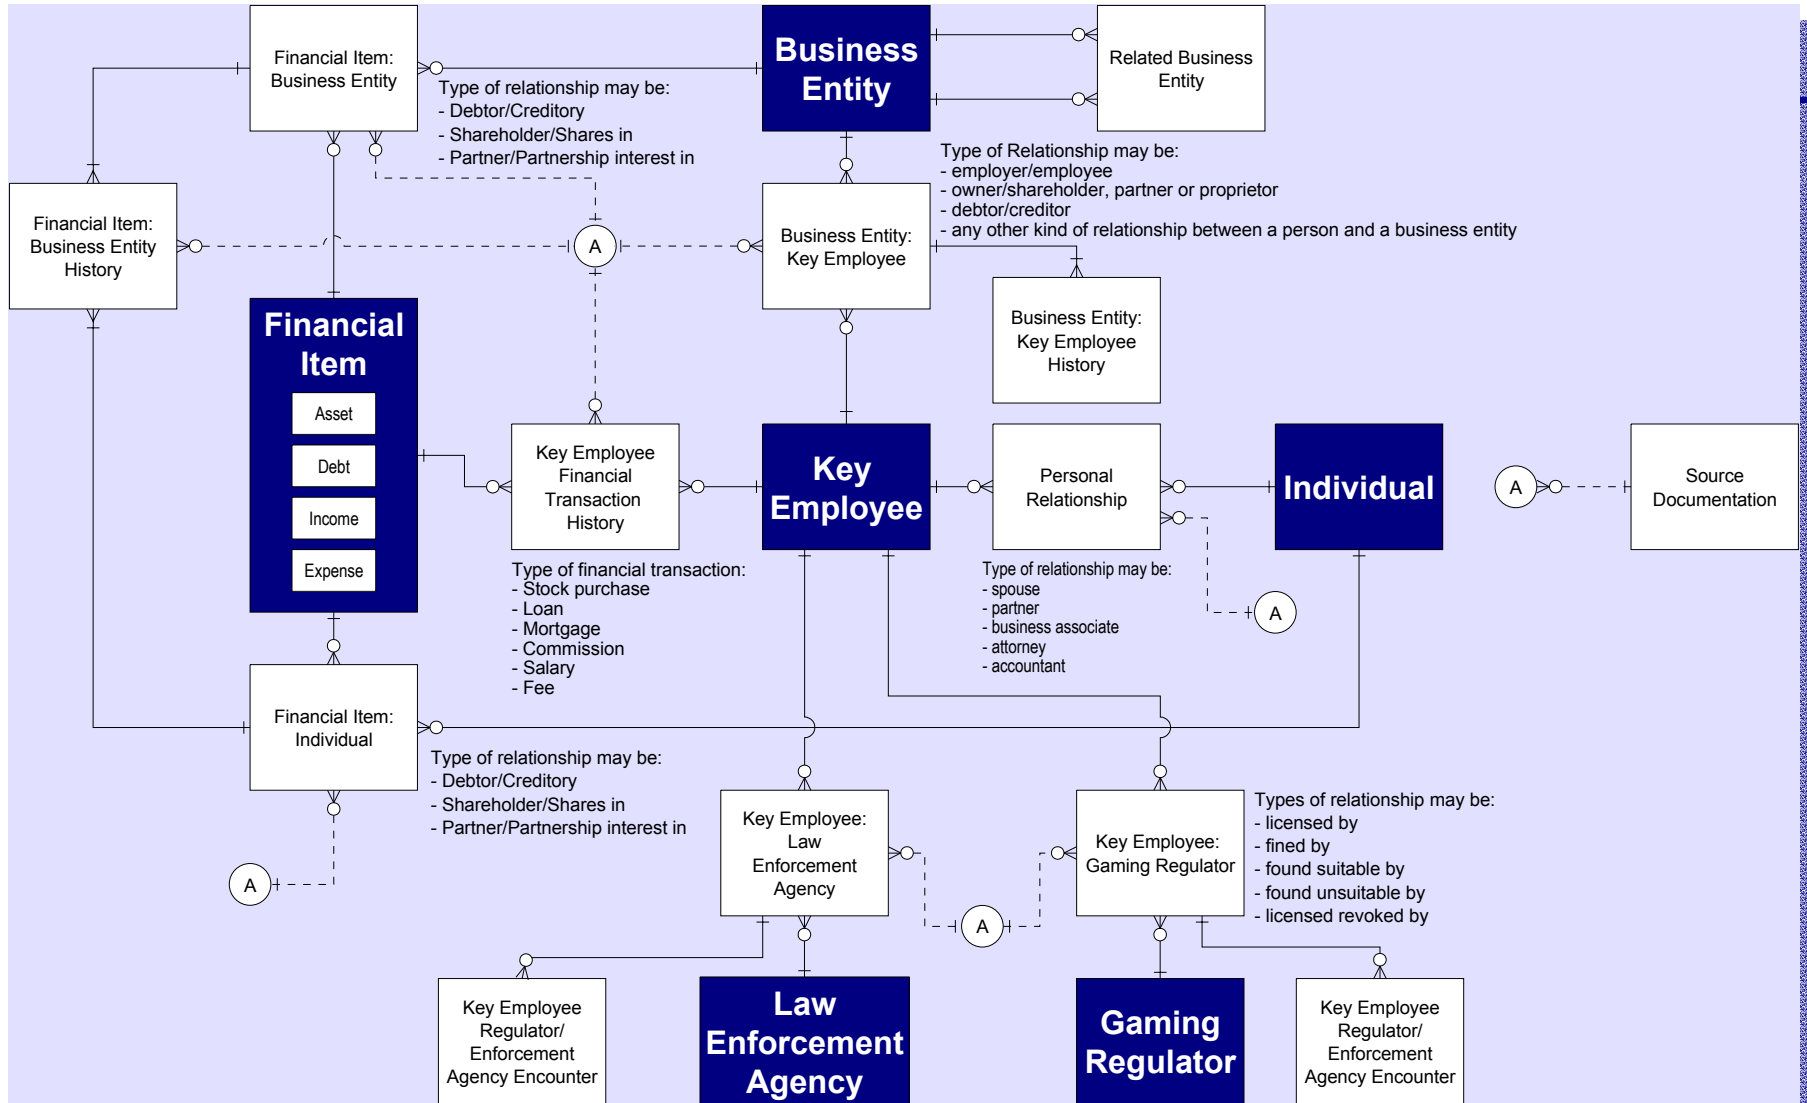 Financial Item:
Business Entity
Business
Entity
Related Business
Entity
Type of relationship may be:
- Debtor/Creditory
- Shareholder/Shares in
- Partner/Partnership interest in
Type of Relationship may be:
- employer/employee
- owner/shareholder, partner or proprietor
- debtor/creditor
- any other kind of relationship between a person and a business entity
Financial Item:
Business Entity
History
A
Business Entity:
Key Employee
Business Entity:
Key Employee
History
Financial
Item
Asset
Debt
Income
Expense
Key Employee
Financial
Transaction
History
Key
Employee
Personal
Relationship
Individual
A
Source
Documentation
Type of financial transaction:
- Stock purchase
- Loan
- Mortgage
- Commission
- Salary
- Fee
Type of relationship may be:
- spouse
- partner
- business associate
- attorney
- accountant
A
Financial Item:
Individual
Type of relationship may be:
- Debtor/Creditory
- Shareholder/Shares in
- Partner/Partnership interest in
A
Key Employee:
Law
Enforcement
Agency
A
Key Employee:
Gaming Regulator
Types of relationship may be:
- licensed by
- fined by
- found suitable by
- found unsuitable by
- licensed revoked by
Key Employee
Regulator/
Enforcement
Agency Encounter
Law
Enforcement
Agency
Gaming
Regulator
Key Employee
Regulator/
Enforcement
Agency Encounter